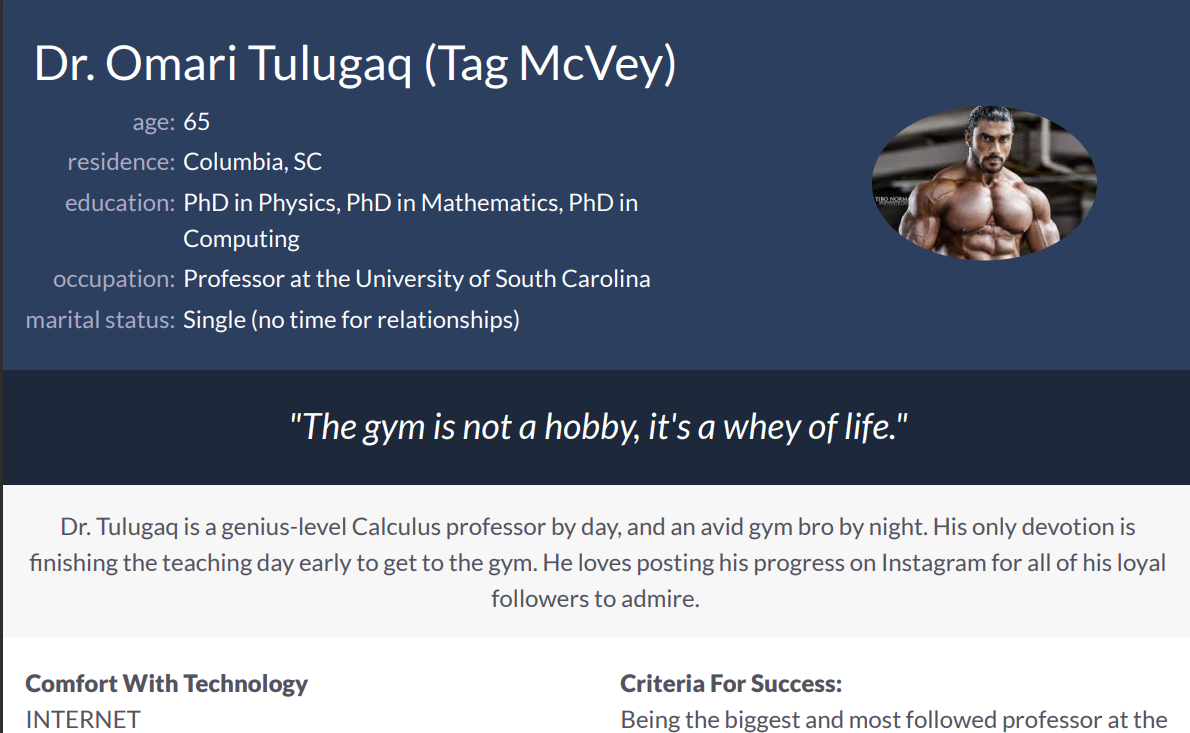 Dr. Omari Tulugaq (Tag McVey)
age: 65
residence: Columbia, SC
education: PhD in Physics, PhD in Mathematics, PhD in
Computing
occupation: Professor at the University of South Carolina
marital status: Single (no time for relationships)
"The gym is not a hobby, it's a whey of life."
Dr. Tulugaq is a genius-level Calculus professor by day, and an avid gym bro by night. His only devotion is
finishing the teaching day early to get to the gym. He loves posting his progress on Instagram for all of his loyal
followers to admire.
Comfort With Technology
INTERNET
Criteria For Success:
Being the biggest and most followed professor at the